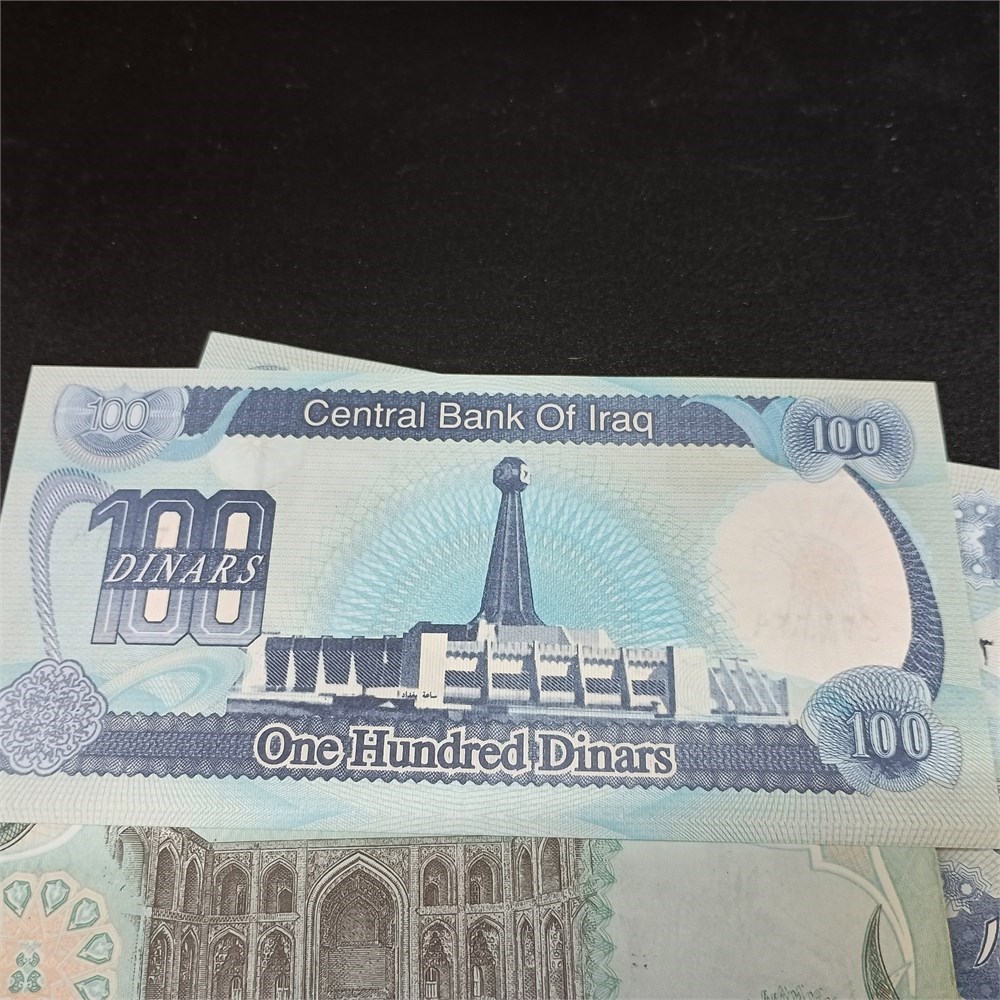 100
Central Bank Of Iraq
100
100
DINARS
ساعة بغداد
One Hundred Dinars
100